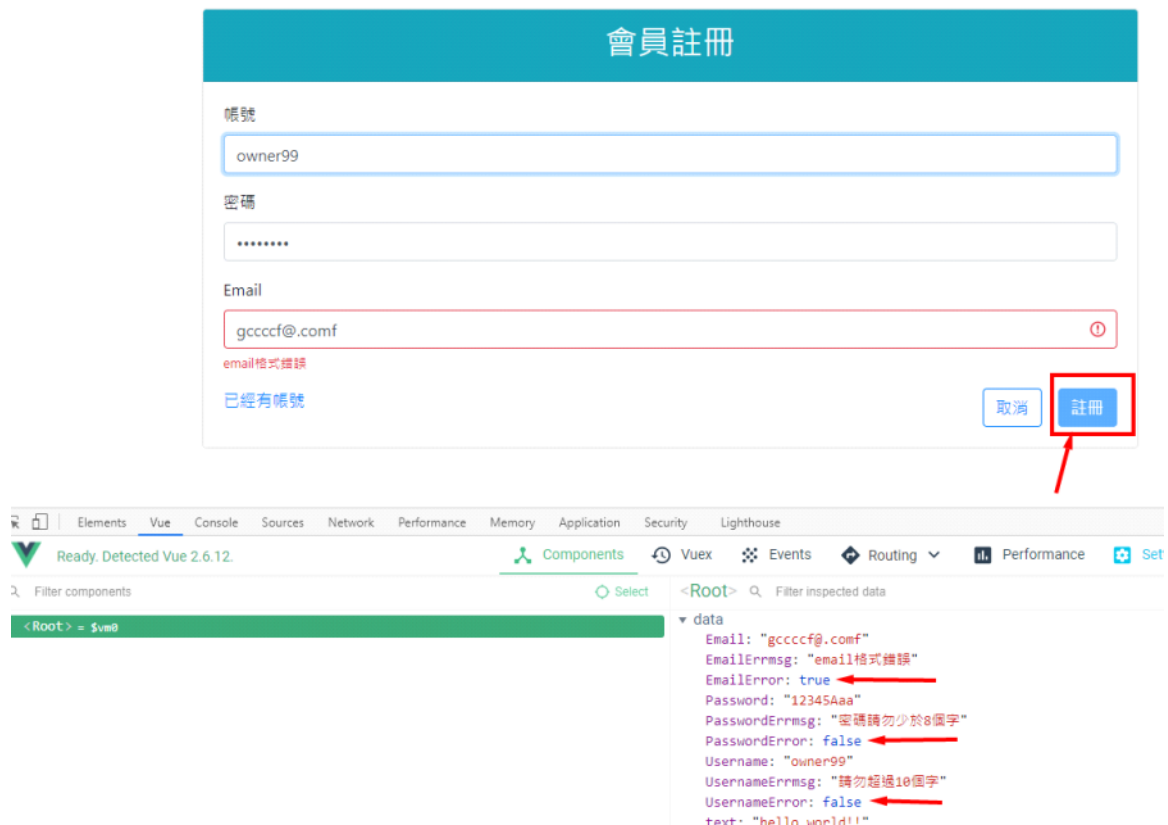 會員註冊
帳號
owner99
密碼
••••••••
Email
gccccf@.comf
email格式錯誤
已經有帳號 取消 註冊
Elements Vue Console Sources Network Performance Memory Application Security Lighthouse
Ready. Detected Vue 2.6.12. Components Vuex Events Routing Performance
Filter components Select <Root> Filter inspected data
<Root> = $vm0
data
Email: "gccccf@.comf"
EmailErrmsg: "email格式錯誤"
EmailError: true
Password: "12345Aaa"
PasswordErrmsg: "密碼請勿少於8個字"
PasswordError: false
Username: "owner99"
UsernameErrmsg: "請勿超過10個字"
UsernameError: false
text: "hello world!!"